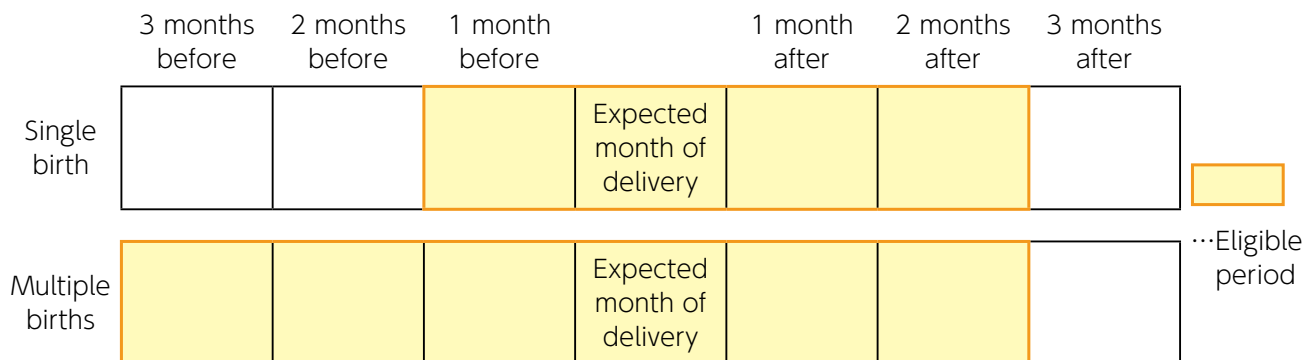 3 months before
2 months before
1 month before
1 month after
2 months after
3 months after
Single birth
Expected month of delivery
Multiple births
Expected month of delivery
…Eligible period